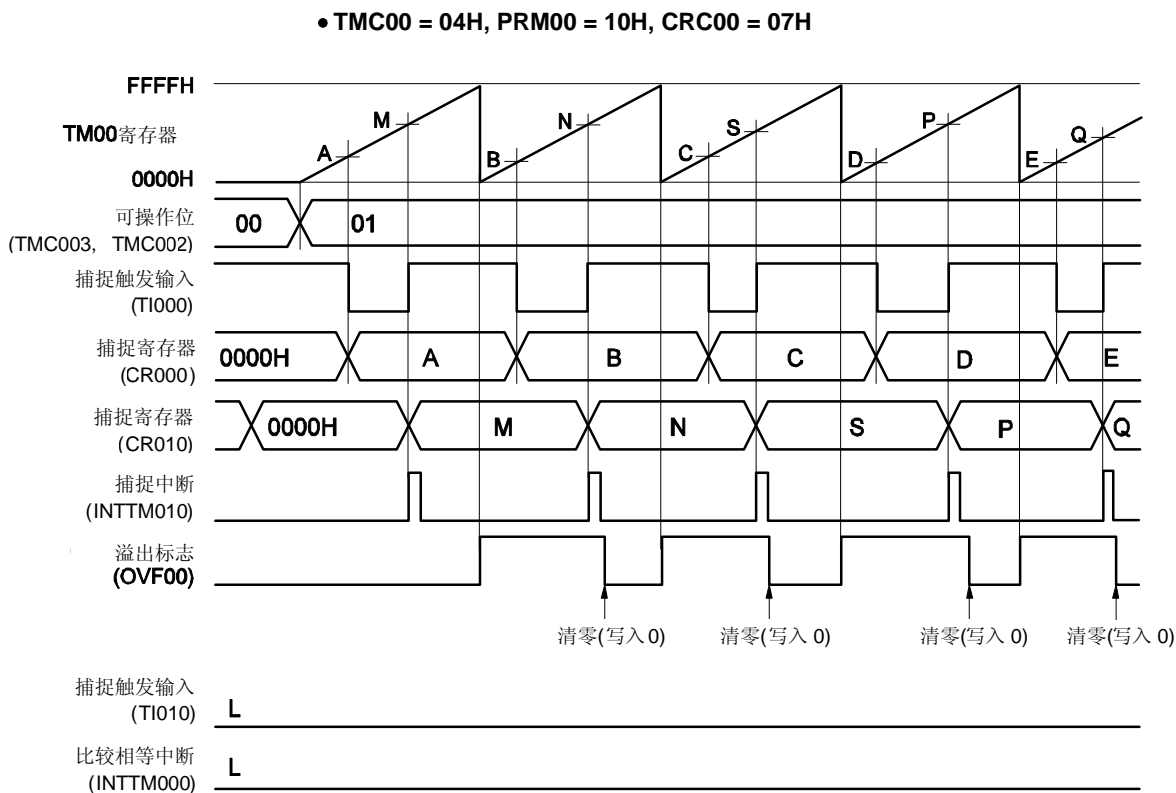 • TMC00 = 04H, PRM00 = 10H, CRC00 = 07H
FFFFH
TM00寄存器
0000H
A M B N C S D P E Q
可操作位
(TMC003, TMC002)
00 01
捕捉触发输入
(TI000)
捕捉寄存器
(CR000)
0000H A B C D E
捕捉寄存器
(CR010)
0000H M N S P Q
捕捉中断
(INTTM010)
溢出标志
(OVF00)
清零(写入 0) 清零(写入 0) 清零(写入 0) 清零(写入 0)
捕捉触发输入
(TI010)
L
比较相等中断
(INTTM000)
L